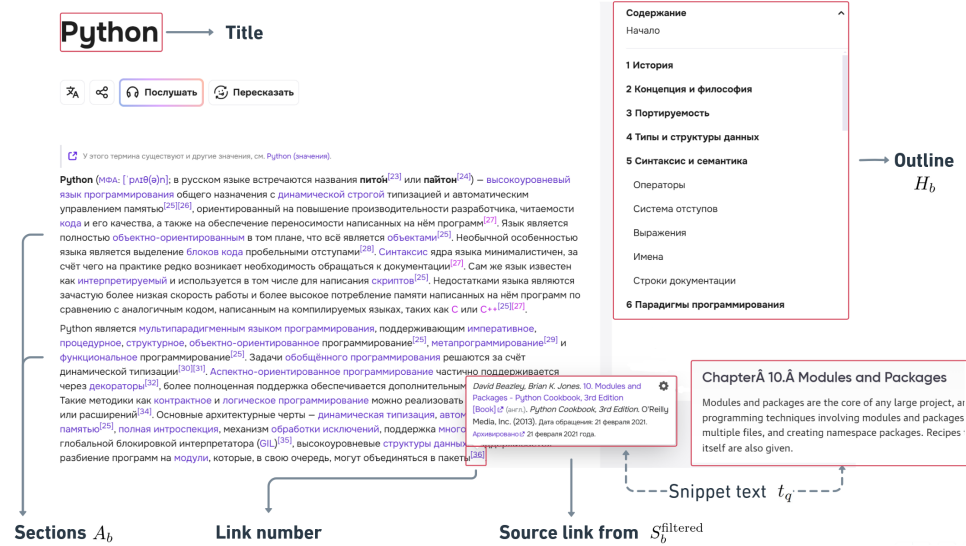 Python
Title
Послушать
Пересказать
У этого термина существуют и другие значения, см. Python (значения).
Python (МФА: [ˈpʌɪθ(ə)n]; в русском языке встречаются названия пито́н[23] или па́йтон[24]) — высокоуровневый
язык программирования общего назначения с динамической строгой типизацией и автоматическим
управлением памятью[25][26], ориентированный на повышение производительности разработчика, читаемости
кода и его качества, а также на обеспечение переносимости написанных на нём программ[27]. Язык является
полностью объектно-ориентированным в том плане, что всё является объектами[25]. Необычной особенностью
языка является выделение блоков кода пробельными отступами[28]. Синтаксис ядра языка минималистичен, за
счёт чего на практике редко возникает необходимость обращаться к документации[27]. Сам же язык известен
как интерпретируемый и используется в том числе для написания скриптов[25]. Недостатками языка являются
зачастую более низкая скорость работы и более высокое потребление памяти написанных на нём программ по
сравнению с аналогичным кодом, написанным на компилируемых языках, таких как C или C++[25][27].
Python является мультипарадигменным языком программирования, поддерживающим императивное,
процедурное, структурное, объектно-ориентированное программирование[25], метапрограммирование[29] и
функциональное программирование[25]. Задачи обобщённого программирования решаются за счёт
динамической типизации[30][31]. Аспектно-ориентированное программирование частично поддерживается
через декораторы[32], более полноценная поддержка обеспечивается дополнительным
Такие методики как контрактное и логическое программирование можно реализовать
или расширений[34]. Основные архитектурные черты — динамическая типизация, автом
памятью[25], полная интроспекция, механизм обработки исключений, поддержка много
глобальной блокировкой интерпретатора (GIL)[35], высокоуровневые структуры данных
разбиение программ на модули, которые, в свою очередь, могут объединяться в пакеты[36]
David Beazley, Brian K. Jones. 10. Modules and
Packages - Python Cookbook, 3rd Edition
[Book] (англ.). Python Cookbook, 3rd Edition. O'Reilly
Media, Inc. (2013). Дата обращения: 21 февраля 2021.
Архивировано 21 февраля 2021 года.
Содержание
Начало
1 История
2 Концепция и философия
3 Портируемость
4 Типы и структуры данных
5 Синтаксис и семантика
Операторы
Система отступов
Выражения
Имена
Строки документации
6 Парадигмы программирования
Outline
H_b
ChapterÂ 10.Â Modules and Packages
Modules and packages are the core of any large project, an
programming techniques involving modules and packages
multiple files, and creating namespace packages. Recipes
itself are also given.
Snippet text t_q
Sections A_b
Link number
Source link from S_b^filtered